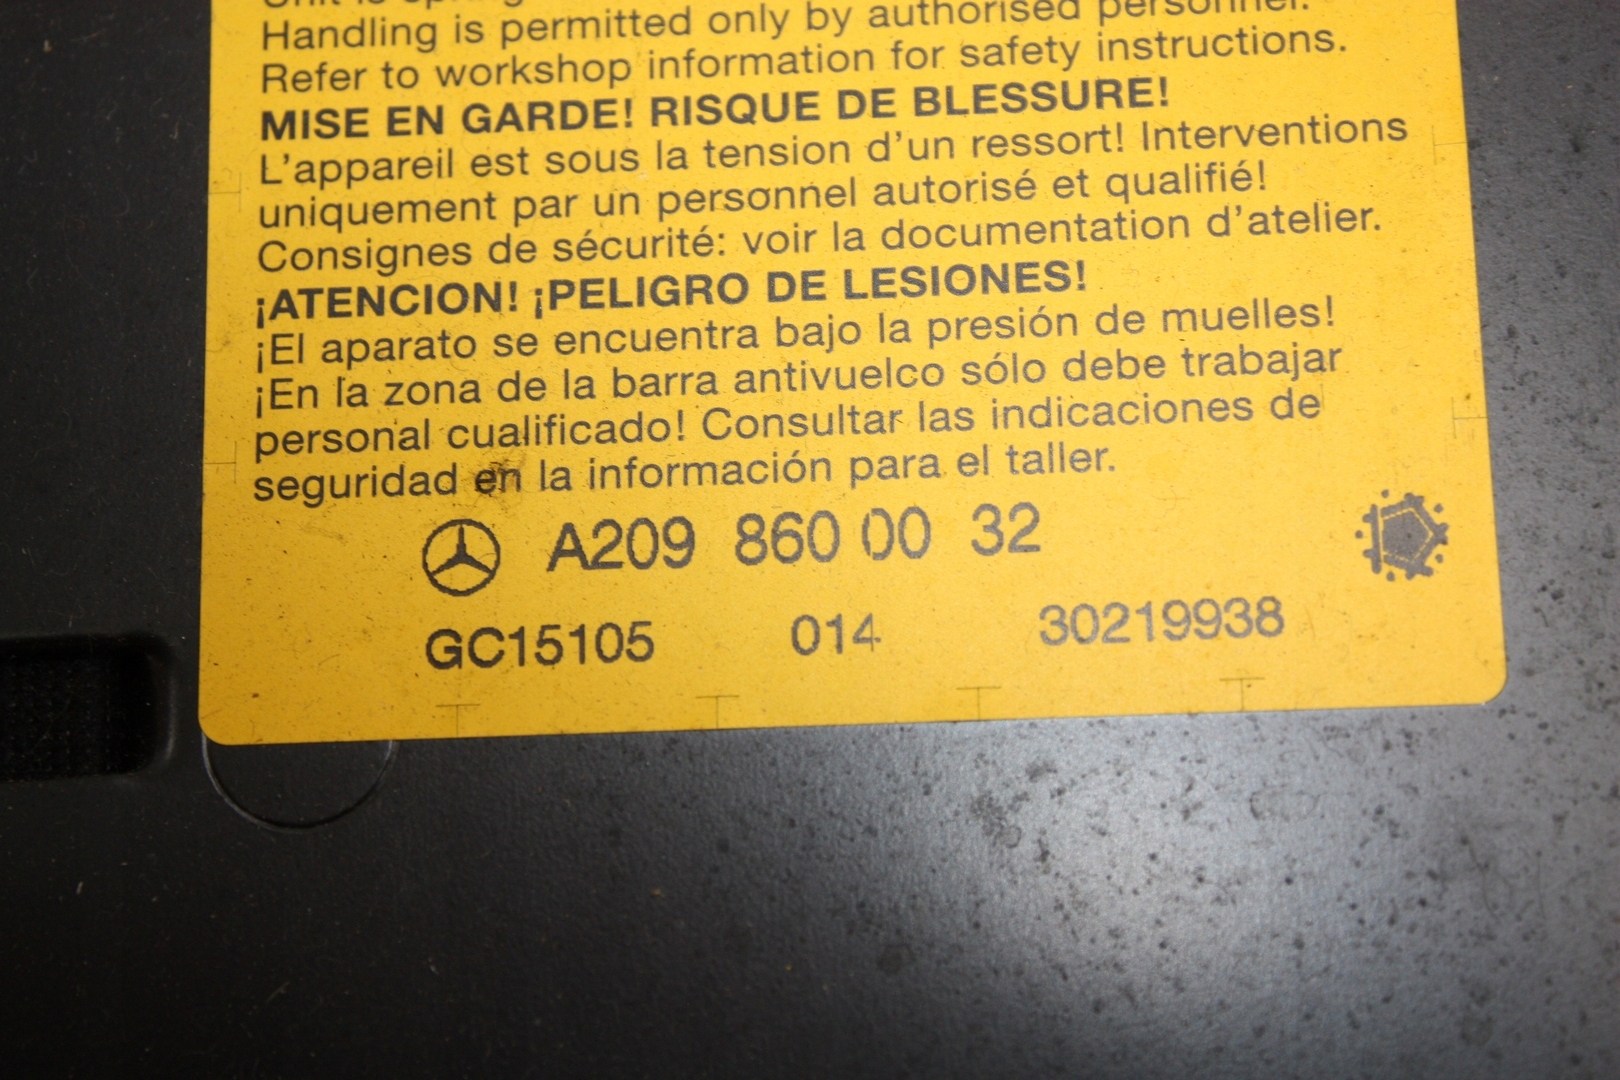 Unit is spring
Handling is permitted only by authorised personnel.
Refer to workshop information for safety instructions.
MISE EN GARDE! RISQUE DE BLESSURE!
L'appareil est sous la tension d'un ressort! Interventions
uniquement par un personnel autorisé et qualifié!
Consignes de sécurité: voir la documentation d'atelier.
¡ATENCION! ¡PELIGRO DE LESIONES!
¡El aparato se encuentra bajo la presión de muelles!
¡En la zona de la barra antivuelco sólo debe trabajar
personal cualificado! Consultar las indicaciones de
seguridad en la información para el taller.
A209 860 00 32
GC15105 014 30219938